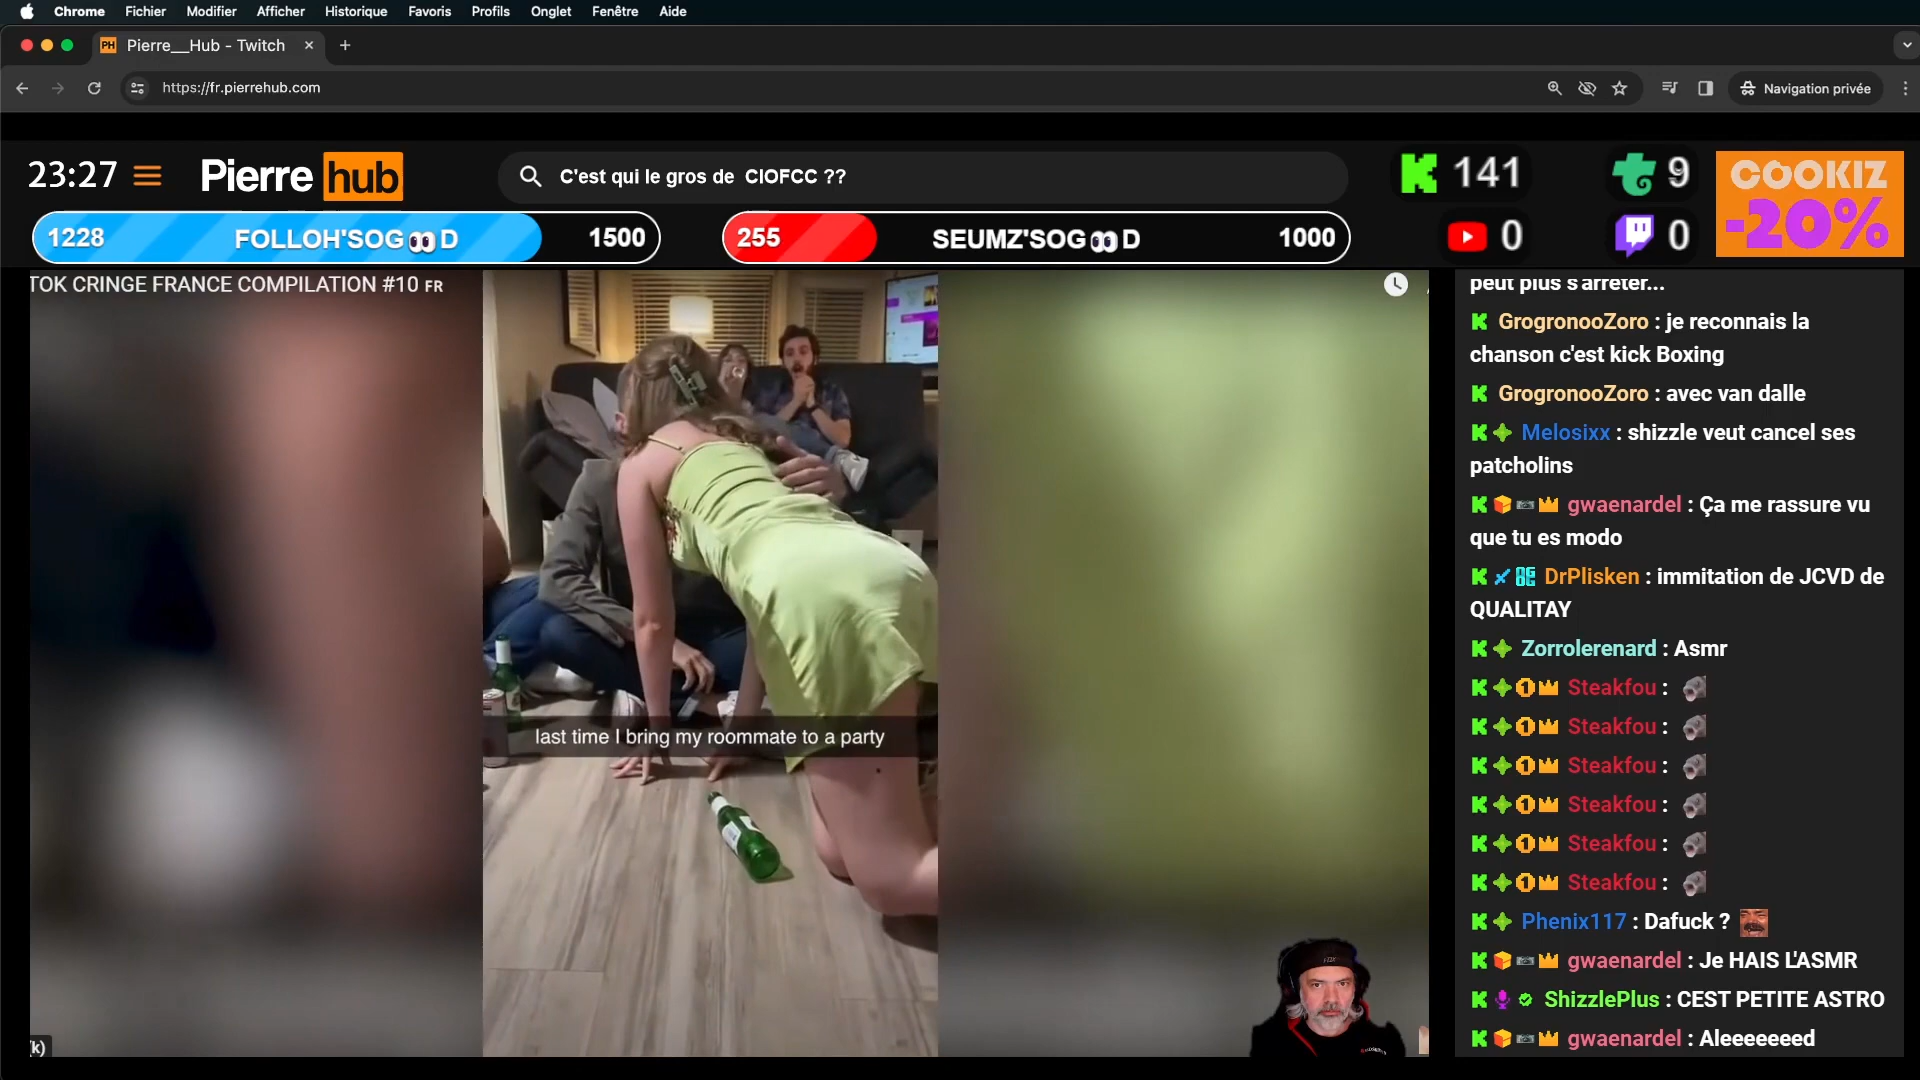 Chrome Fichier Modifier Afficher Historique Favoris Profils Onglet Fenêtre Aide
PH Pierre__Hub - Twitch
https://fr.pierrehub.com
Navigation privée
23:27
Pierre hub
C'est qui le gros de CIOFCC ??
141
9
COOKIZ
-20%
1228 FOLLOH'SOG👀D 1500
255 SEUMZ'SOG👀D 1000
0
0
TOK CRINGE FRANCE COMPILATION #10 FR
last time I bring my roommate to a party
k)
peut plus s'arrêter...
GrogronooZoro : je reconnais la
chanson c'est kick Boxing
GrogronooZoro : avec van dalle
Melosixx : shizzle veut cancel ses
patcholins
gwaenardel : Ça me rassure vu
que tu es modo
DrPlisken : immitation de JCVD de
QUALITAY
Zorrolerenard : Asmr
Steakfou :
Steakfou :
Steakfou :
Steakfou :
Steakfou :
Steakfou :
Phenix117 : Dafuck ?
gwaenardel : Je HAIS L'ASMR
ShizzlePlus : CEST PETITE ASTRO
gwaenardel : Aleeeeeeed